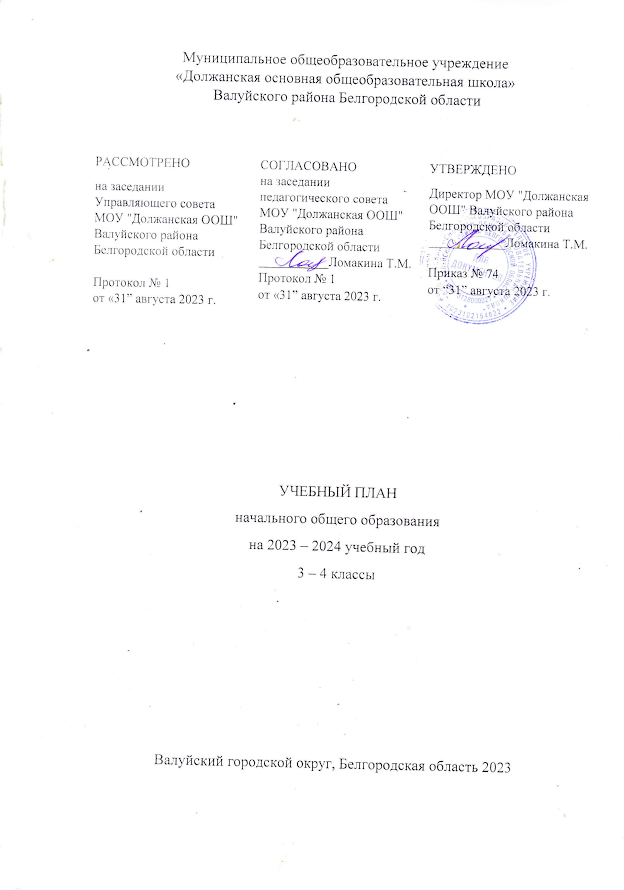 Муниципальное общеобразовательное учреждение
«Должанская основная общеобразовательная школа»
Валуйского района Белгородской области
РАССМОТРЕНО
на заседании
Управляющего совета
МОУ "Должанская ООШ"
Валуйского района
Белгородской области
Протокол № 1
от «31” августа 2023 г.
СОГЛАСОВАНО
на заседании
педагогического совета
МОУ "Должанская ООШ"
Валуйского района
Белгородской области
Ломакина Т.М.
Протокол № 1
от «31” августа 2023 г.
УТВЕРЖДЕНО
Директор МОУ "Должанская
ООШ" Валуйского района
Белгородской области
Ломакина Т.М.
Приказ № 74
от “31” августа 2023 г.
УЧЕБНЫЙ ПЛАН
начального общего образования
на 2023 – 2024 учебный год
3 – 4 классы
Валуйский городской округ, Белгородская область 2023